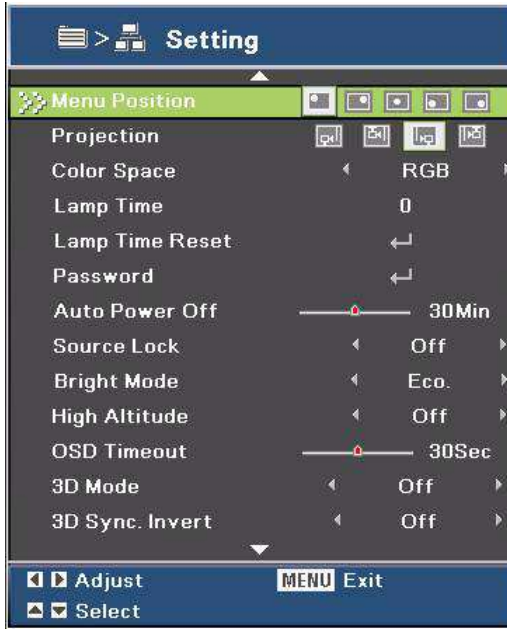 > Setting
Menu Position
Projection
Color Space RGB
Lamp Time 0
Lamp Time Reset
Password
Auto Power Off 30Min
Source Lock Off
Bright Mode Eco.
High Altitude Off
OSD Timeout 30Sec
3D Mode Off
3D Sync. Invert Off
Adjust MENU Exit
Select